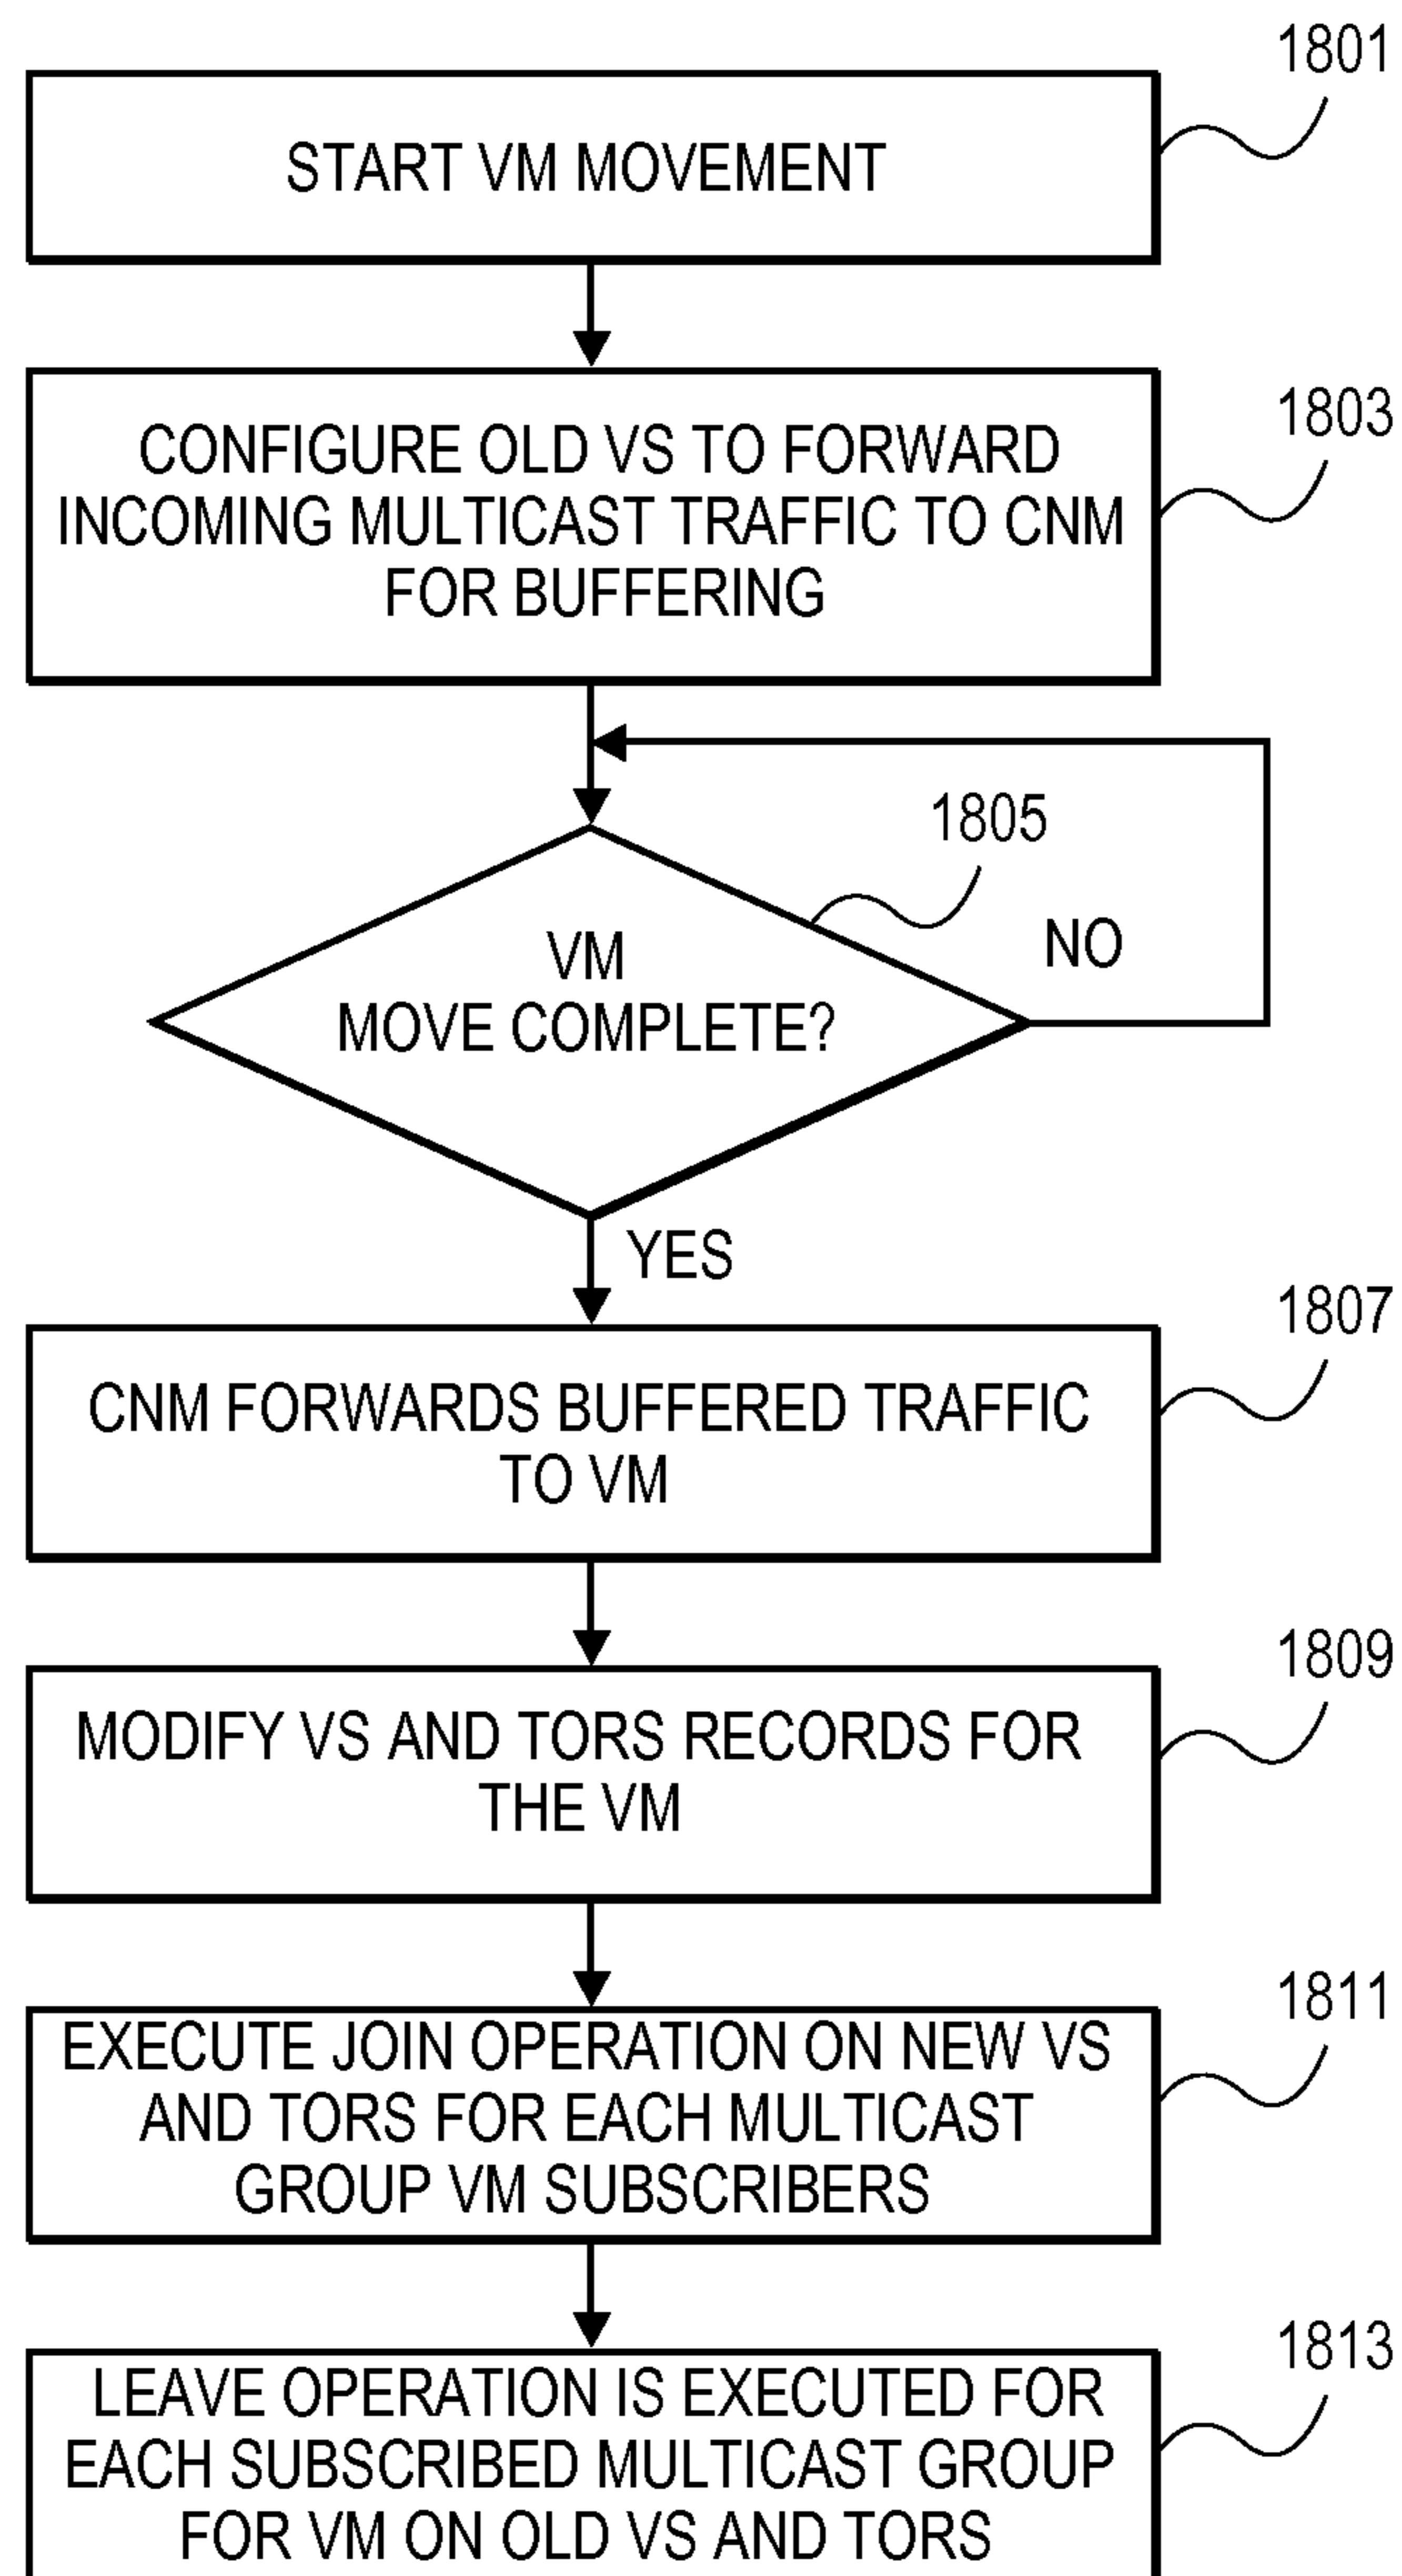 1801
START VM MOVEMENT
1803
CONFIGURE OLD VS TO FORWARD
INCOMING MULTICAST TRAFFIC TO CNM
FOR BUFFERING
1805
NO
VM
MOVE COMPLETE?
YES
1807
CNM FORWARDS BUFFERED TRAFFIC
TO VM
1809
MODIFY VS AND TORS RECORDS FOR
THE VM
1811
EXECUTE JOIN OPERATION ON NEW VS
AND TORS FOR EACH MULTICAST
GROUP VM SUBSCRIBERS
1813
LEAVE OPERATION IS EXECUTED FOR
EACH SUBSCRIBED MULTICAST GROUP
FOR VM ON OLD VS AND TORS